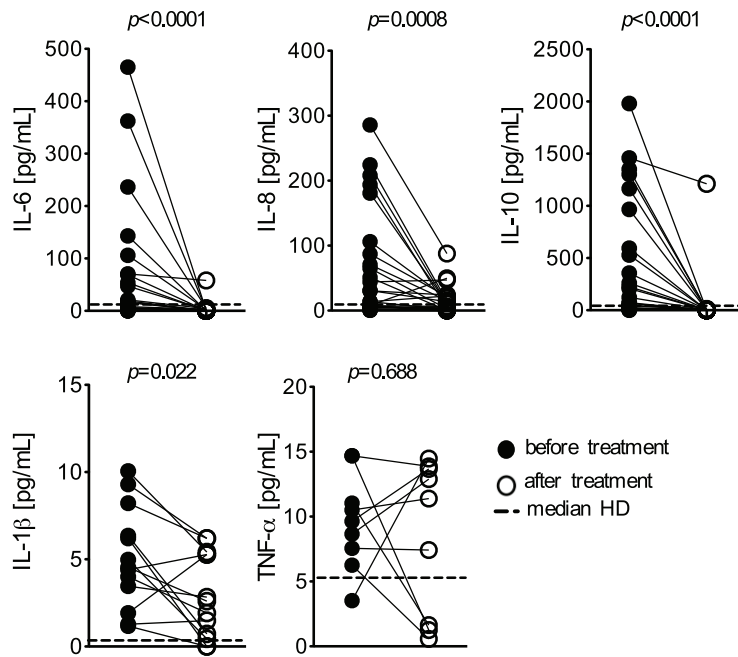 p<0.0001
p=0.0008
p<0.0001
IL-6 [pg/mL]
500
400
300
200
100
0
IL-8 [pg/mL]
400
300
200
100
0
IL-10 [pg/mL]
2500
2000
1500
1000
500
0
p=0.022
p=0.688
IL-1β [pg/mL]
15
10
5
0
TNF-α [pg/mL]
20
15
10
5
0
before treatment
after treatment
median HD